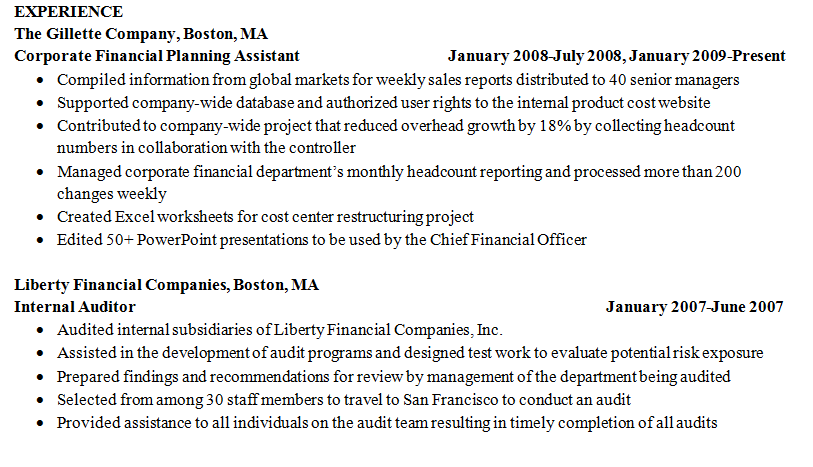 EXPERIENCE
The Gillette Company, Boston, MA
Corporate Financial Planning Assistant January 2008-July 2008, January 2009-Present
• Compiled information from global markets for weekly sales reports distributed to 40 senior managers
• Supported company-wide database and authorized user rights to the internal product cost website
• Contributed to company-wide project that reduced overhead growth by 18% by collecting headcount
numbers in collaboration with the controller
• Managed corporate financial department’s monthly headcount reporting and processed more than 200
changes weekly
• Created Excel worksheets for cost center restructuring project
• Edited 50+ PowerPoint presentations to be used by the Chief Financial Officer
Liberty Financial Companies, Boston, MA
Internal Auditor January 2007-June 2007
• Audited internal subsidiaries of Liberty Financial Companies, Inc.
• Assisted in the development of audit programs and designed test work to evaluate potential risk exposure
• Prepared findings and recommendations for review by management of the department being audited
• Selected from among 30 staff members to travel to San Francisco to conduct an audit
• Provided assistance to all individuals on the audit team resulting in timely completion of all audits